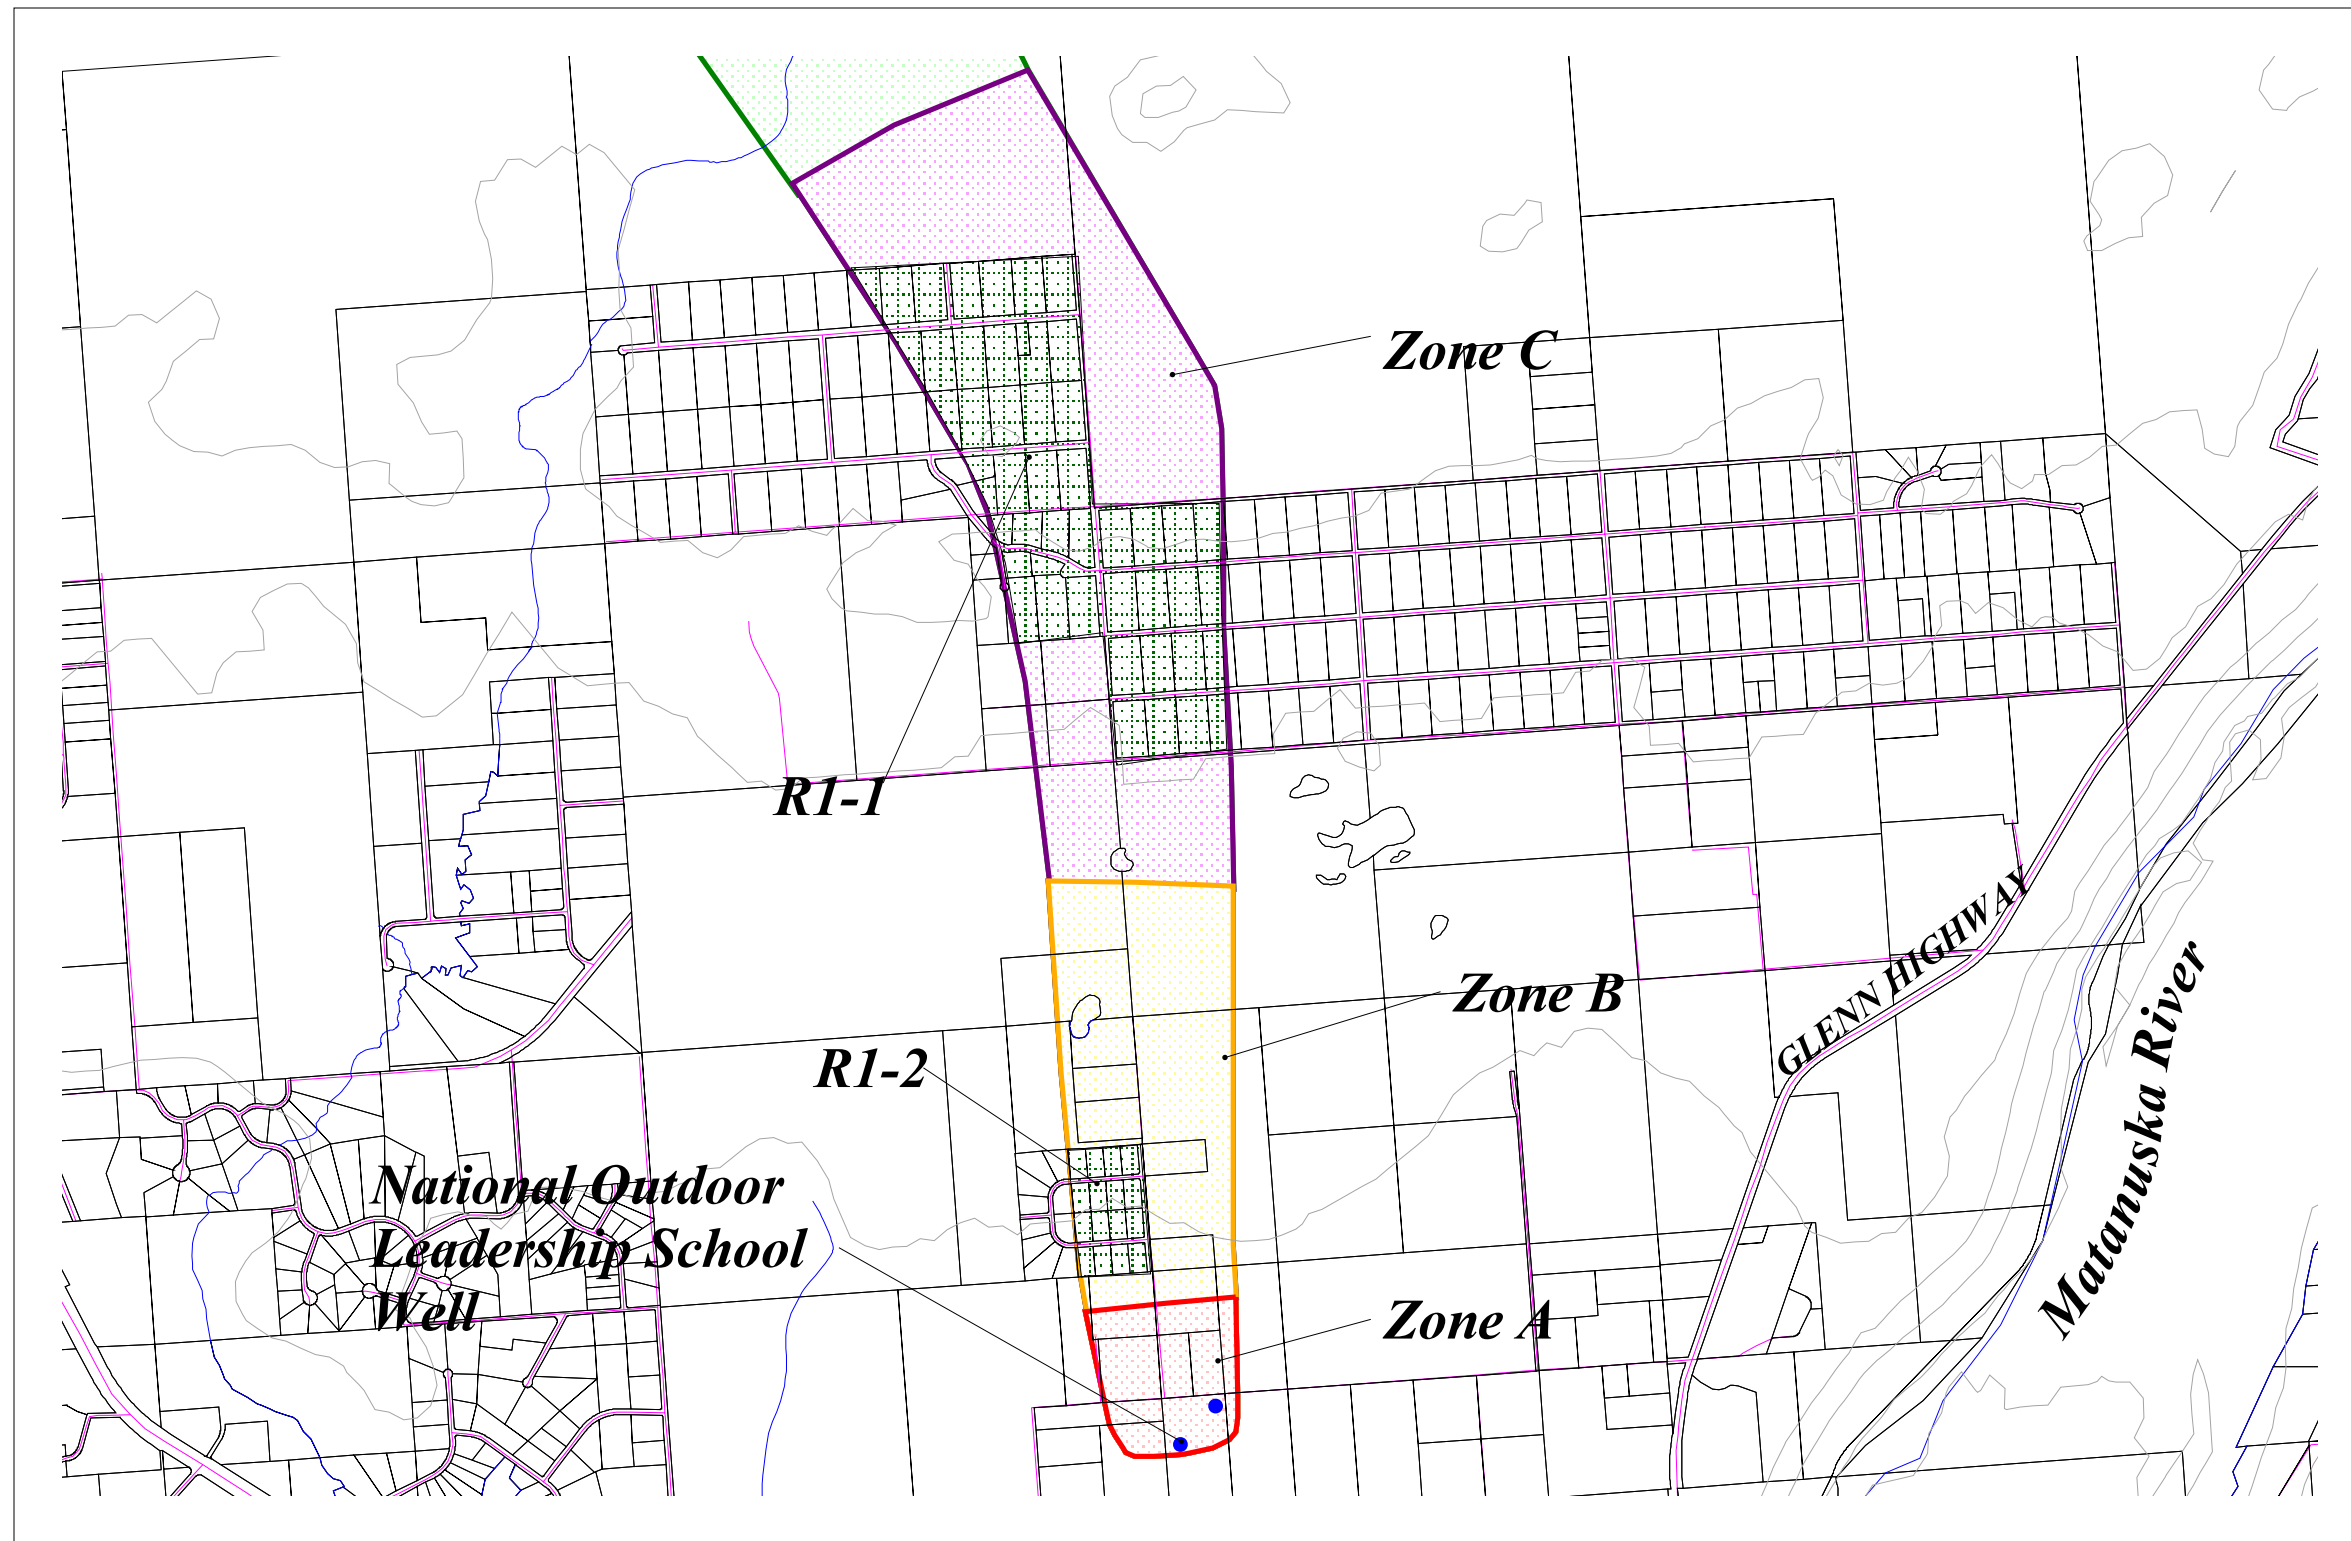 Zone C
R1-1
Zone B
GLENN HIGHWAY
Matanuska River
R1-2
National Outdoor
Leadership School
Well
Zone A